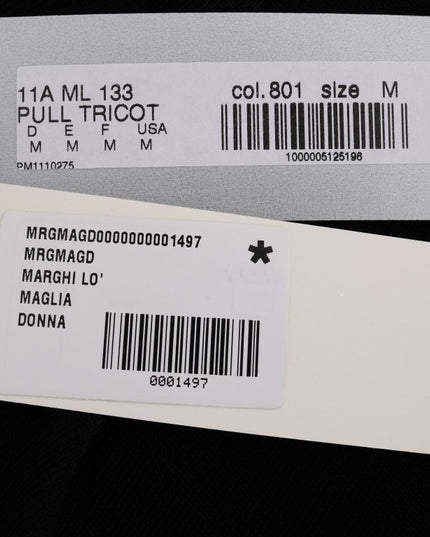 11A ML 133 col.801 size M
PULL TRICOT
D E F USA
M M M M
1000005125196
PM1110275
MRGMAGD0000000001497
MRGMAGD
*
MARGHI LO'
MAGLIA
DONNA
0001497